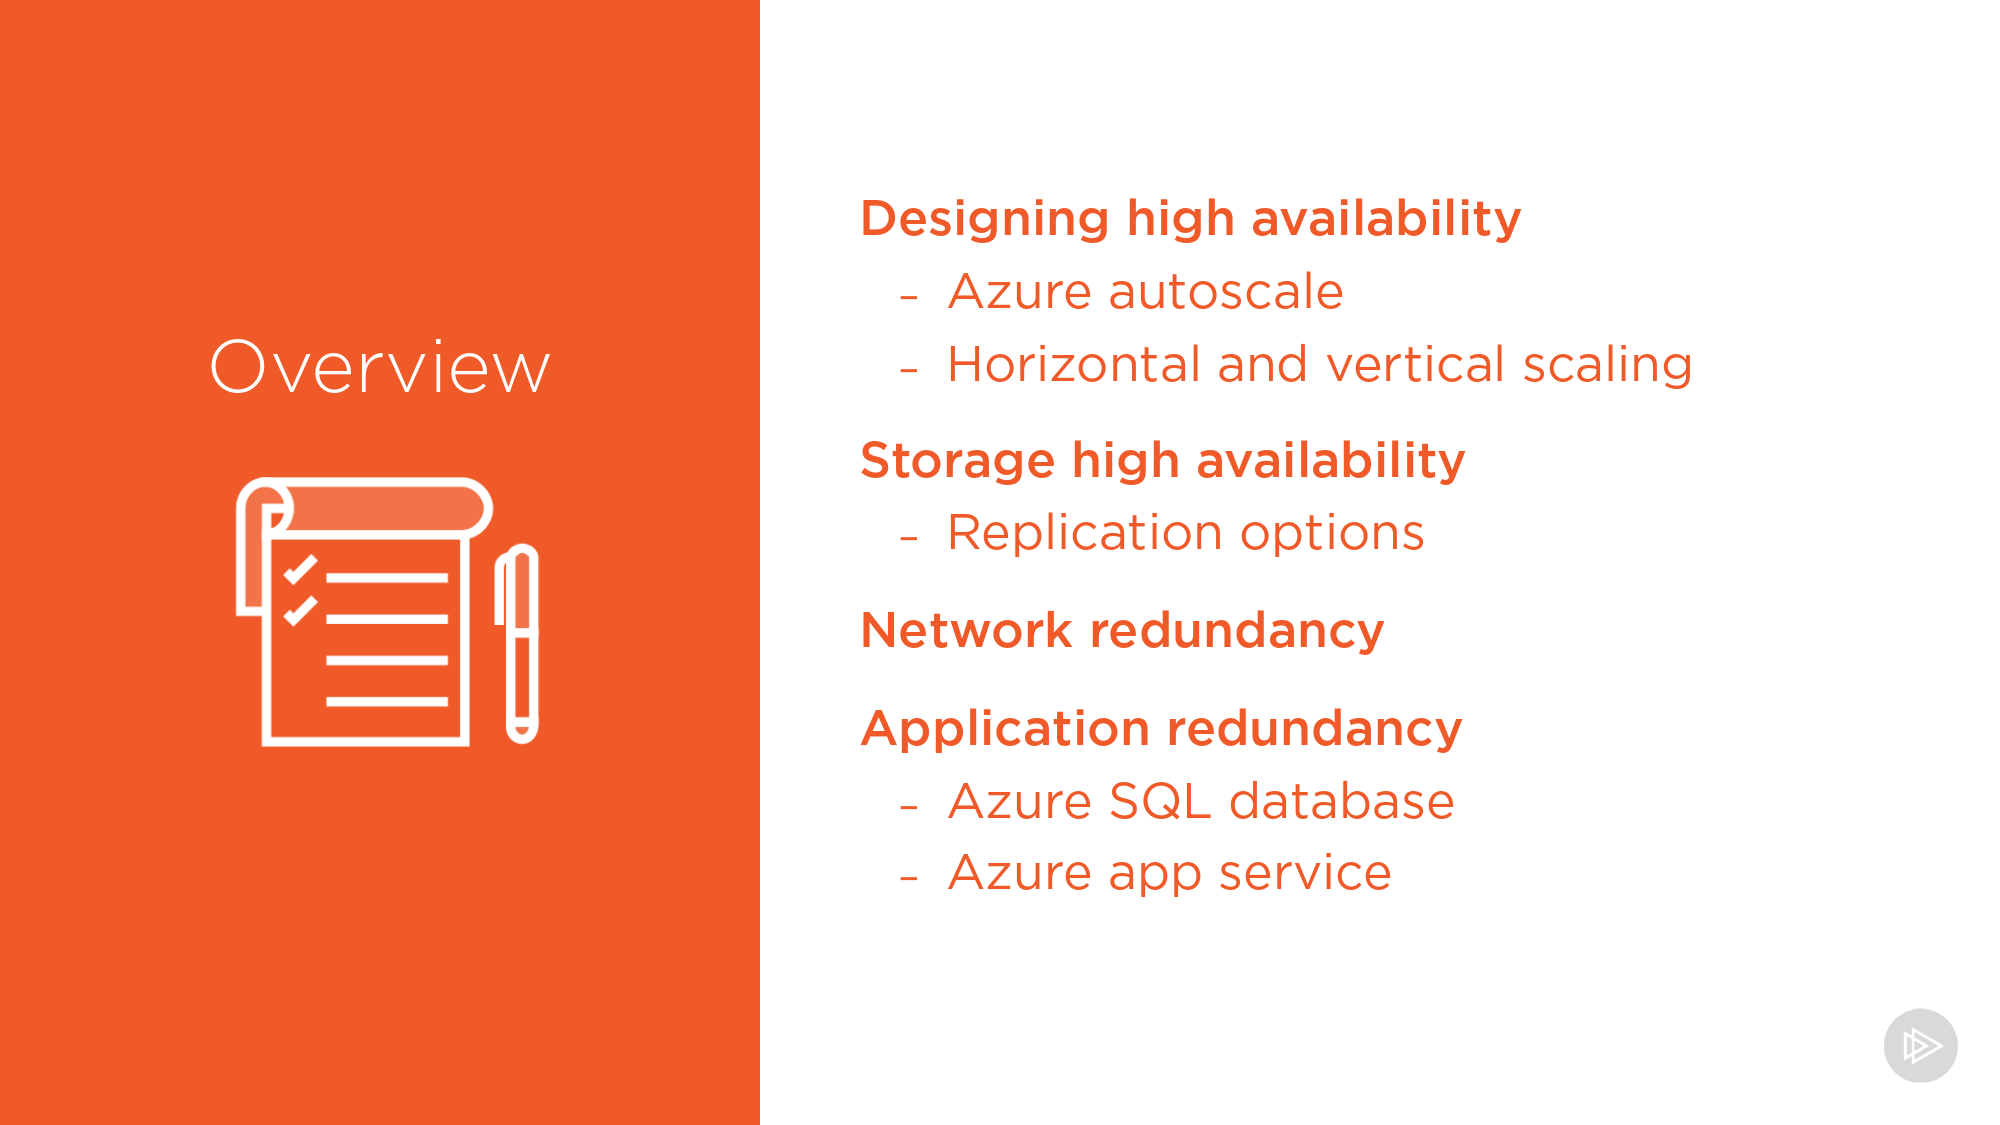 Overview
Designing high availability
- Azure autoscale
- Horizontal and vertical scaling
Storage high availability
- Replication options
Network redundancy
Application redundancy
- Azure SQL database
- Azure app service